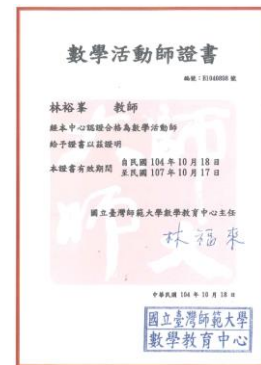 數學活動師證書
編號：B1040808 號
林裕峯 教師
經本中心認證合格為數學活動師
給予證書以茲證明
本證書有效期間 自民國 104 年 10 月 18 日
至民國 107 年 10 月 17 日
國立臺灣師範大學數學教育中心主任
林福來
中華民國 104 年 10 月 18 日
國立臺灣師範大學
數學教育中心